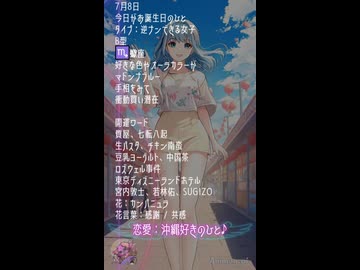 7月8日
今日がお誕生日のひと
タイプ：逆ナンできる女子
B型
♏蠍座
好きな色やオーラカラーが
マドンナブルー
手相をみて
衝動買い潜在
開運ワード
質屋、七転八起
生パスタ、チキン南蛮
豆乳ヨーグルト、中国茶
ロズウェル事件
東京ディズニーランドホテル
宮内敦士、若林佑、SUGIZO
花：カンパニュラ
花言葉：感謝 / 共感
恋愛：沖縄好きのひと♪